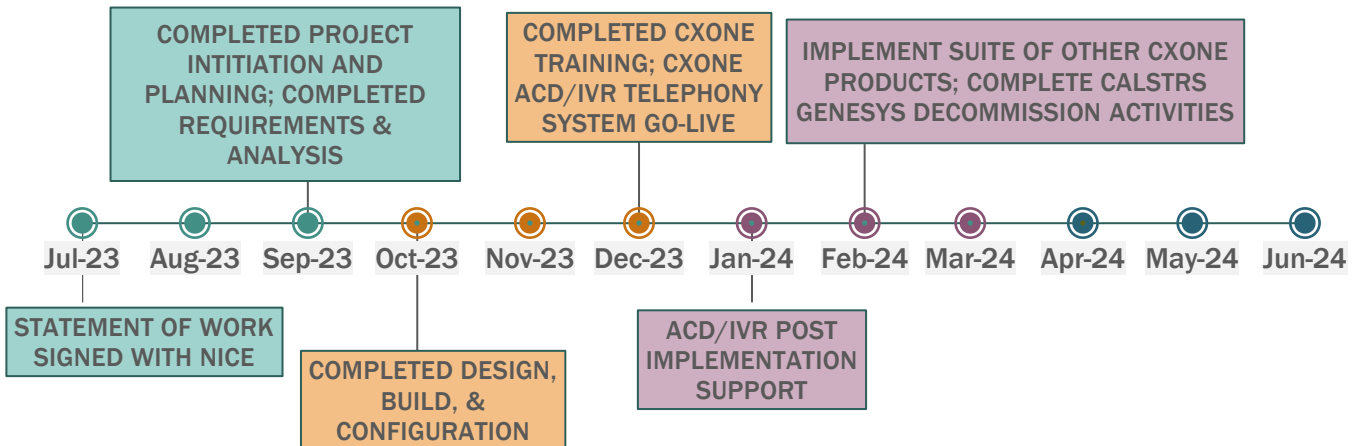 COMPLETED PROJECT
INTITIATION AND
PLANNING; COMPLETED
REQUIREMENTS &
ANALYSIS
COMPLETED CXONE
TRAINING; CXONE
ACD/IVR TELEPHONY
SYSTEM GO-LIVE
IMPLEMENT SUITE OF OTHER CXONE
PRODUCTS; COMPLETE CALSTRS
GENESYS DECOMMISSION ACTIVITIES
Jul-23 Aug-23 Sep-23 Oct-23 Nov-23 Dec-23 Jan-24 Feb-24 Mar-24 Apr-24 May-24 Jun-24
STATEMENT OF WORK
SIGNED WITH NICE
COMPLETED DESIGN,
BUILD, &
CONFIGURATION
ACD/IVR POST
IMPLEMENTATION
SUPPORT